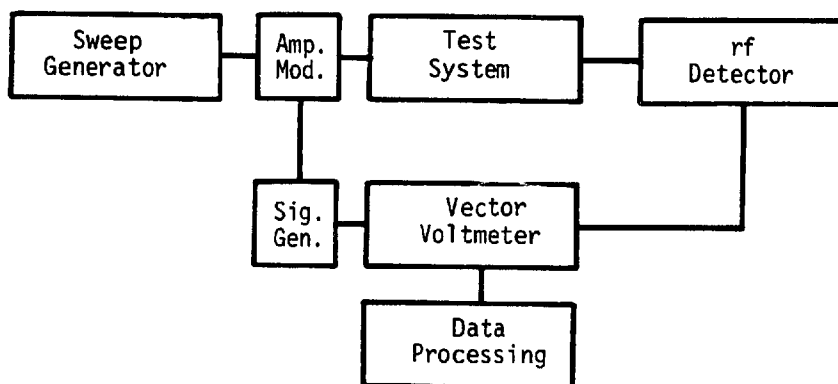 Sweep
Generator
Amp.
Mod.
Test
System
rf
Detector
Sig.
Gen.
Vector
Voltmeter
Data
Processing